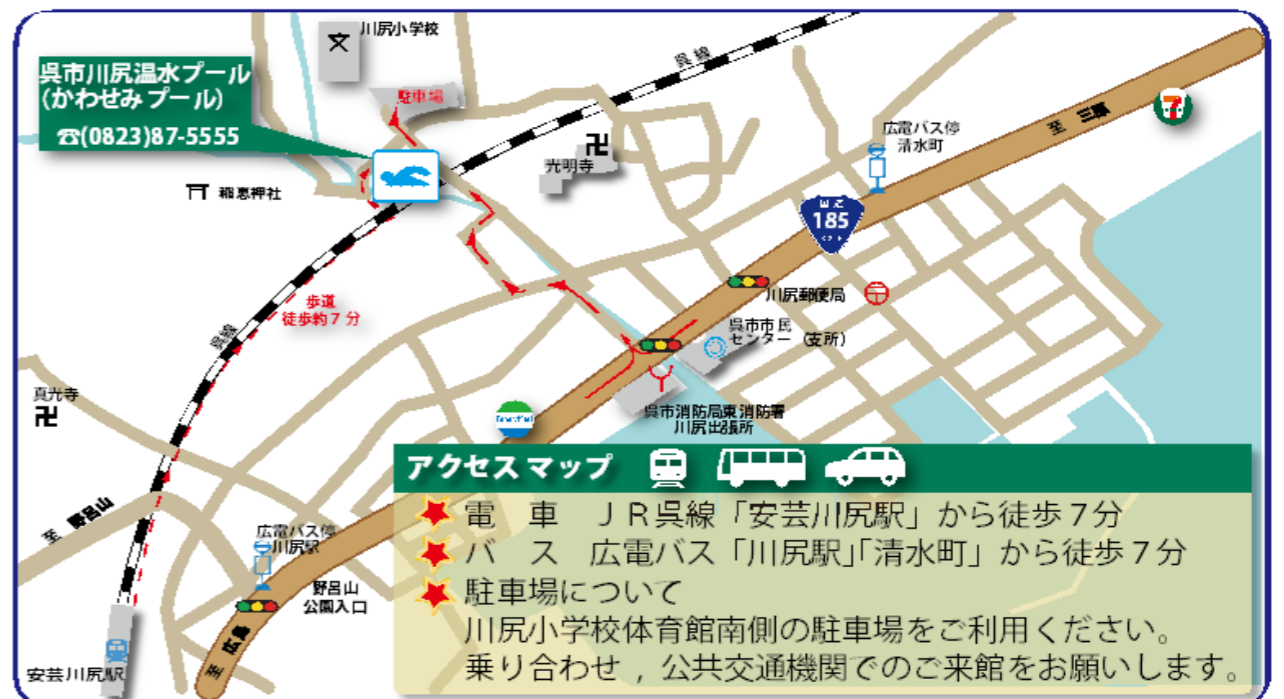 川尻小学校
呉市川尻温水プール
(かわせみプール)
☎(0823)87-5555
駐車場
呉線
至 三原
7
広電バス停
清水町
光明寺
稲恵神社
185
川尻郵便局
歩道
徒歩約7分
呉線
呉市市民
センター（支所）
真光寺
呉市消防局東消防署
川尻出張所
至 野呂山
広電バス停
川尻駅
野呂山
公園入口
至 広島
安芸川尻駅
アクセスマップ
電 車 ＪＲ呉線「安芸川尻駅」から徒歩７分
バ ス 広電バス「川尻駅」「清水町」から徒歩７分
駐車場について
川尻小学校体育館南側の駐車場をご利用ください。
乗り合わせ，公共交通機関でのご来館をお願いします。